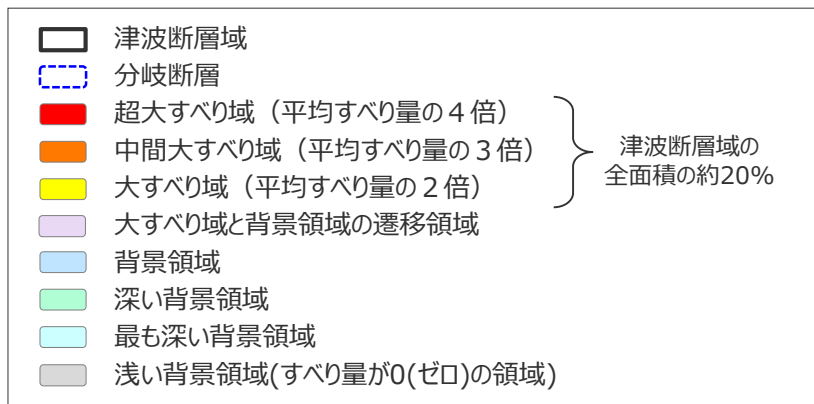 津波断層域
分岐断層
超大すべり域（平均すべり量の４倍）
中間大すべり域（平均すべり量の３倍）
大すべり域（平均すべり量の２倍）
津波断層域の
全面積の約20%
大すべり域と背景領域の遷移領域
背景領域
深い背景領域
最も深い背景領域
浅い背景領域(すべり量が0(ゼロ)の領域)